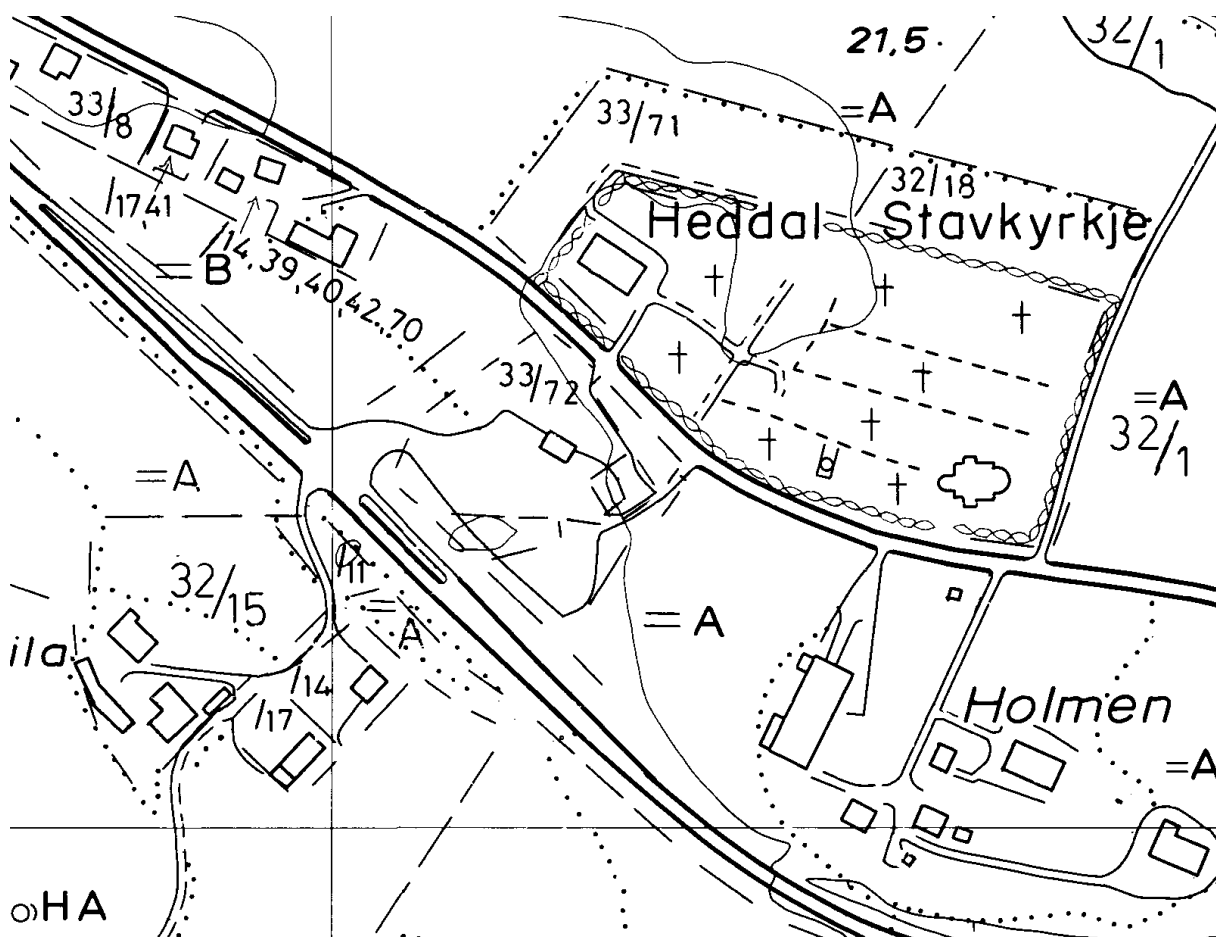 21,5
32/1
33/8
33/71
=A
32/18
/17 41
Heddal Stavkyrkje
=B
/14,39,40,42,70
33/72
=A
32/1
=A
32/15
/11
=A
=A
ila
/14
/17
Holmen
=A
HA